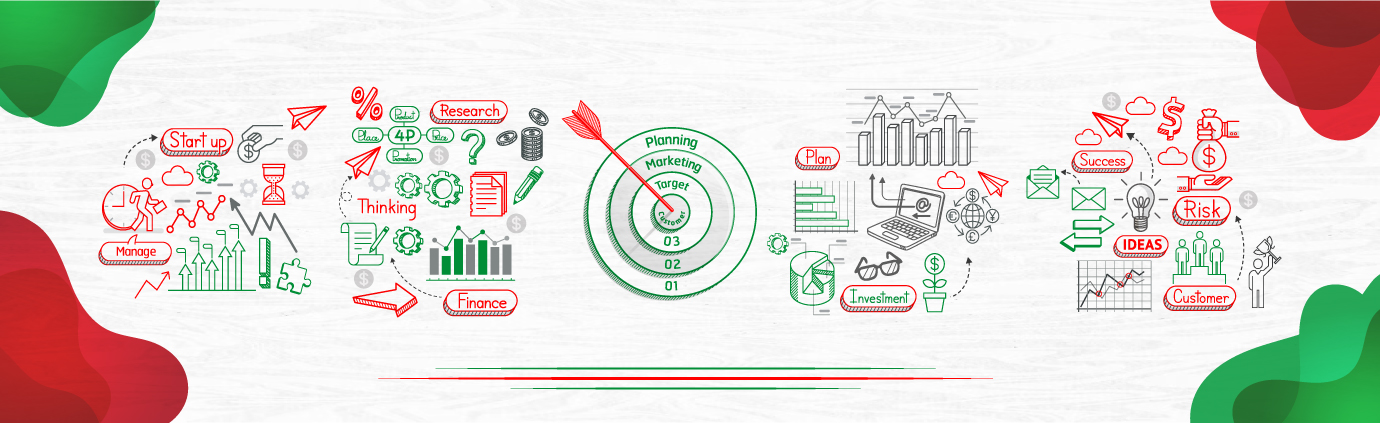 Start up
Manage
Research
Product
Place
4P
Price
Promotion
Thinking
Finance
Planning
Marketing
Target
Customer
03
02
01
Plan
Investment
Success
Risk
IDEAS
Customer